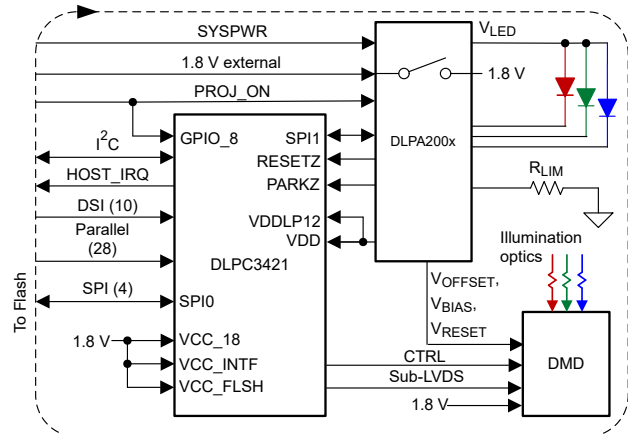 SYSPWR
1.8 V external
PROJ_ON
VLED
1.8 V
DLPA200x
GPIO_8
SPI1
I2C
RESETZ
HOST_IRQ
PARKZ
RLIM
DSI (10)
VDDLP12
Parallel
(28)
VDD
DLPC3421
Illumination
optics
SPI (4)
SPI0
To Flash
VOFFSET,
VBIAS,
VRESET
1.8 V
VCC_18
VCC_INTF
VCC_FLSH
CTRL
Sub-LVDS
1.8 V
DMD